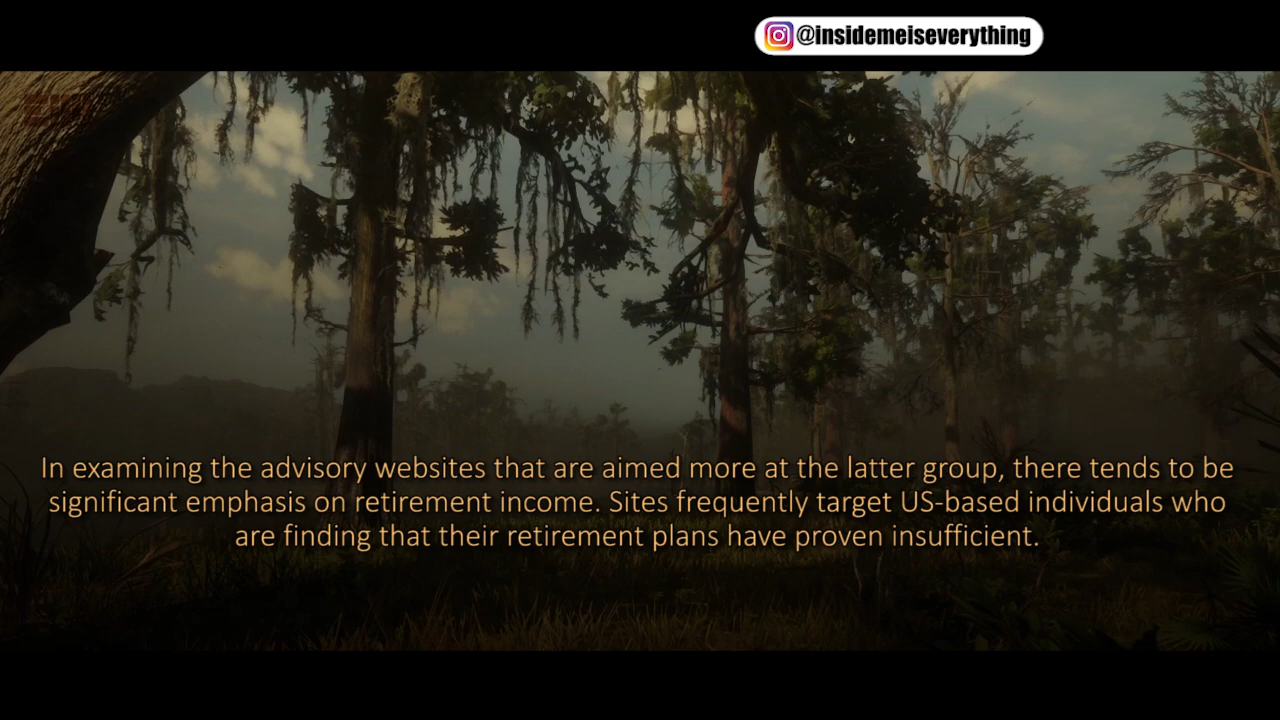 @insidemeiseverything
In examining the advisory websites that are aimed more at the latter group, there tends to be
significant emphasis on retirement income. Sites frequently target US-based individuals who
are finding that their retirement plans have proven insufficient.